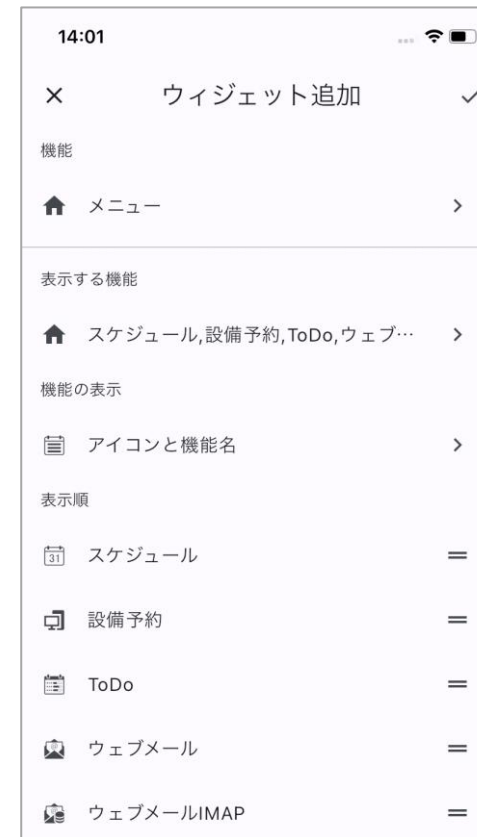 14:01
ウィジェット追加
機能
メニュー
表示する機能
スケジュール,設備予約,ToDo,ウェブ…
機能の表示
アイコンと機能名
表示順
31
スケジュール
設備予約
ToDo
ウェブメール
ウェブメールIMAP